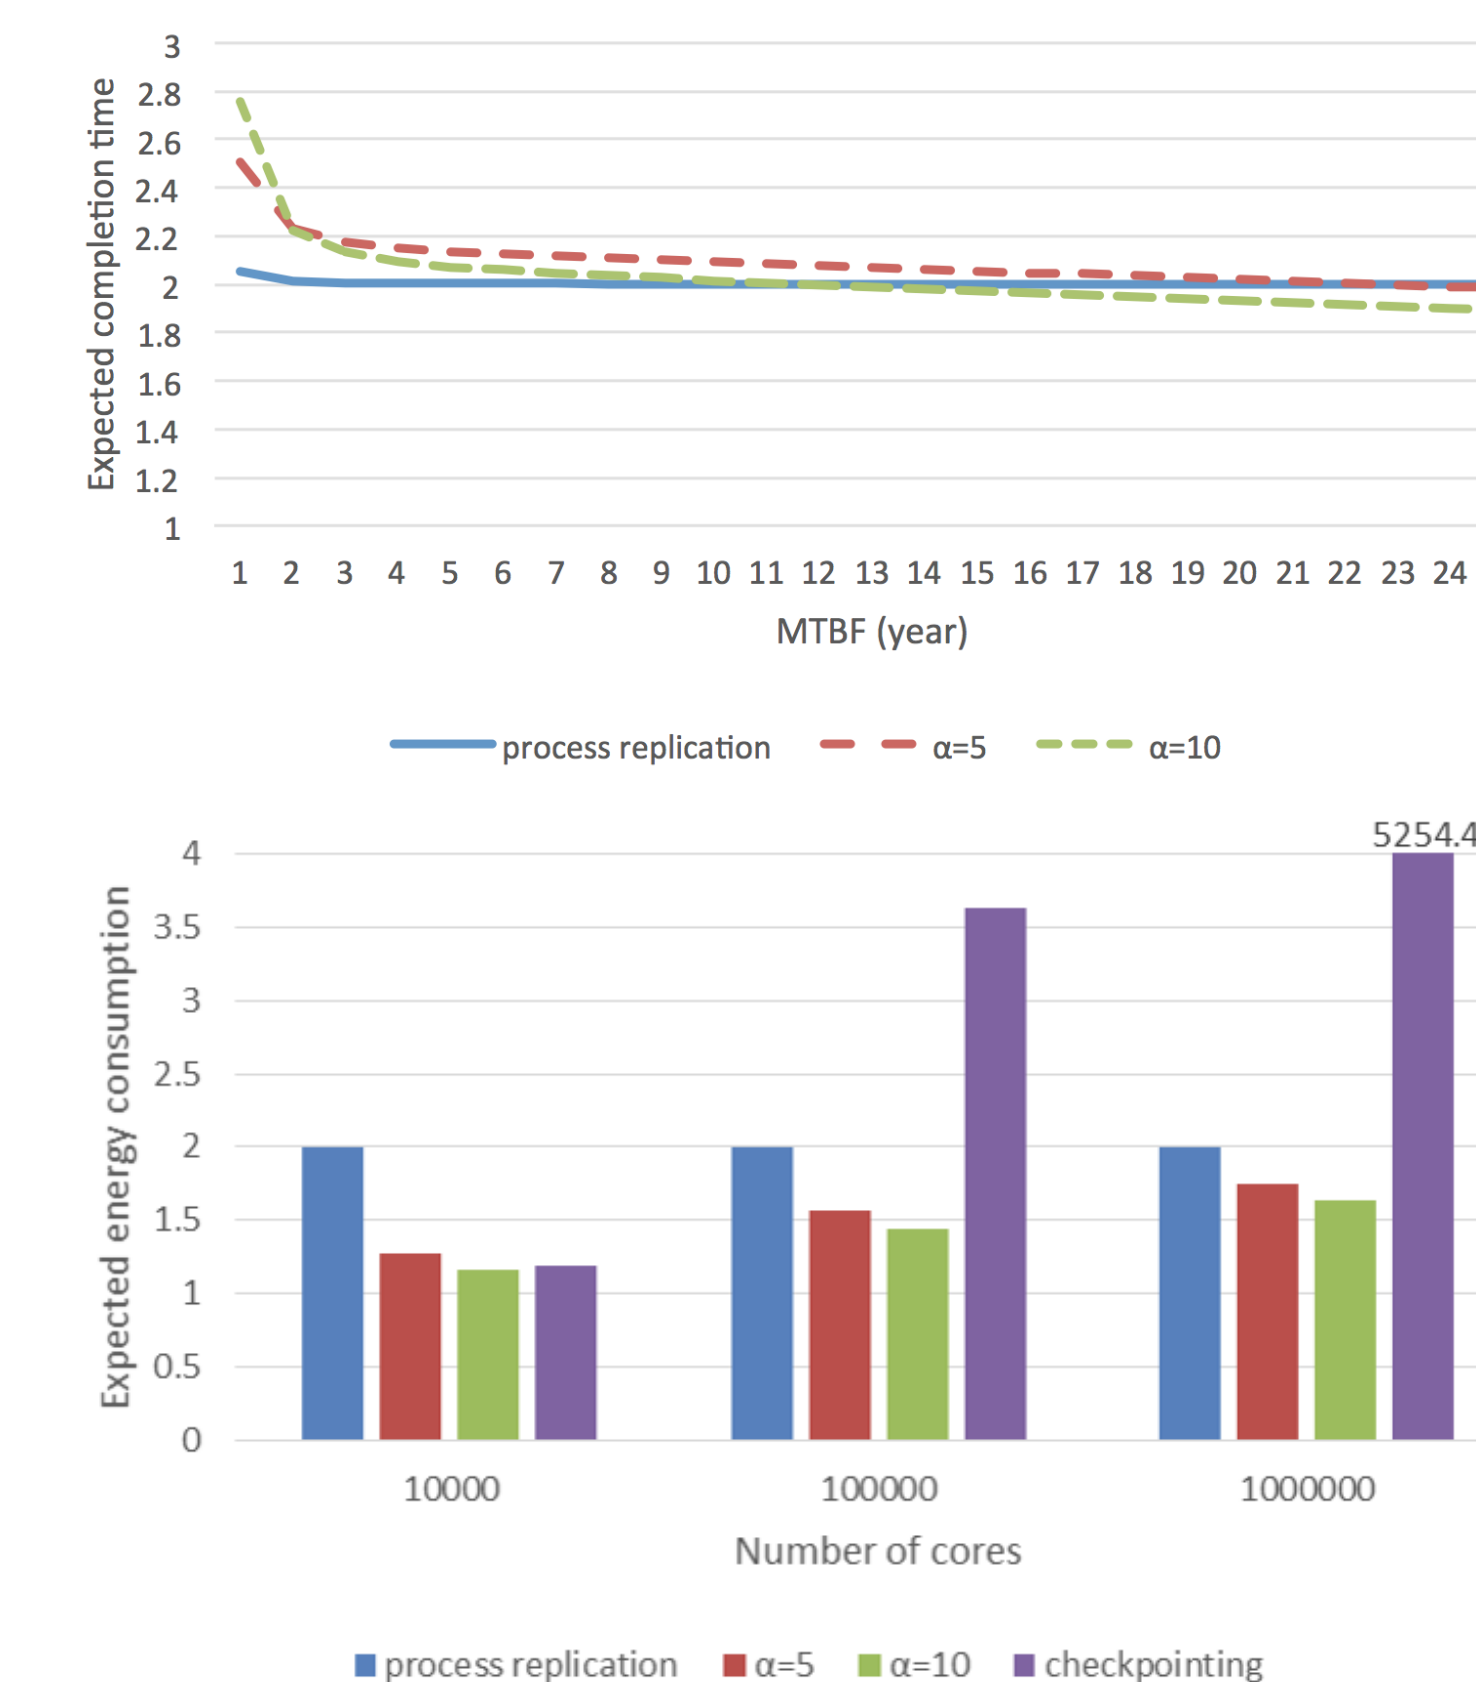 3
2.8
2.6
2.4
2.2
2
1.8
1.6
1.4
1.2
1
Expected completion time
1 2 3 4 5 6 7 8 9 10 11 12 13 14 15 16 17 18 19 20 21 22 23 24
MTBF (year)
process replication α=5 α=10
5254.4
4
3.5
3
2.5
2
1.5
1
0.5
0
Expected energy consumption
10000 100000 1000000
Number of cores
process replication α=5 α=10 checkpointing